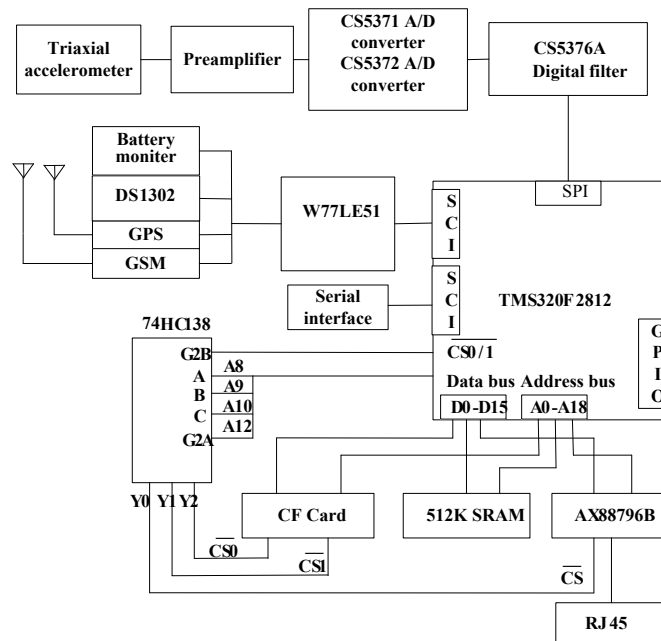 Triaxial
accelerometer
Preamplifier
CS5371 A/D
converter
CS5372 A/D
converter
CS5376A
Digital filter
Battery
moniter
DS1302
GPS
GSM
W77LE51
SPI
S
C
I
S
C
I
TMS320F2812
Serial
interface
G
P
I
O
74HC138
CS0/1
G2B
A
B
C
G2A
A8
A9
A10
A12
Data bus
Address bus
D0-D15
A0-A18
Y0
Y1
Y2
CF Card
512K SRAM
AX88796B
CS0
CS1
CS
RJ45